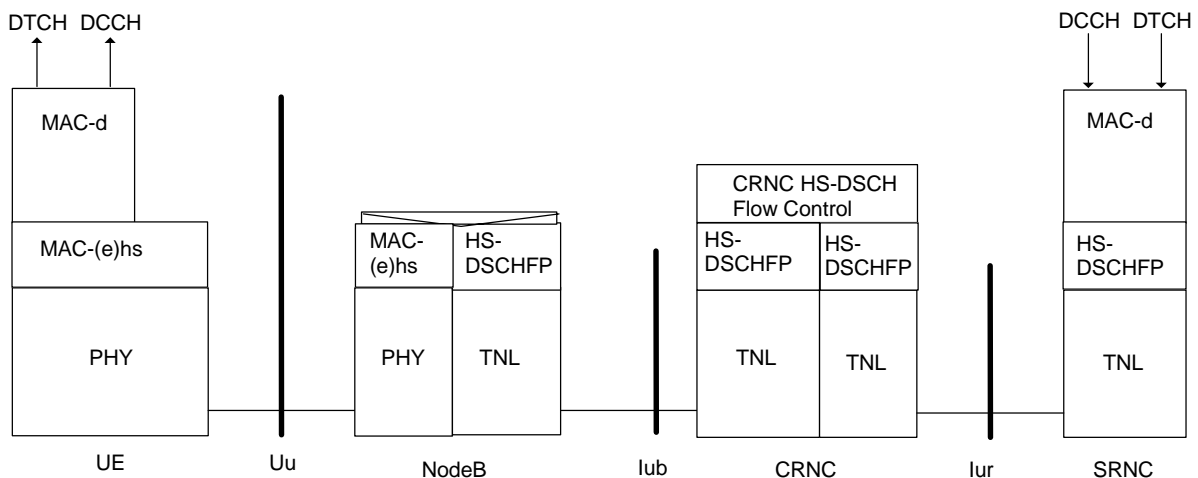 DTCH DCCH
DCCH DTCH
MAC-d
MAC-d
CRNC HS-DSCH
Flow Control
MAC-(e)hs
MAC-
(e)hs
HS-
DSCHFP
HS-
DSCHFP
HS-
DSCHFP
HS-
DSCHFP
PHY
PHY
TNL
TNL
TNL
TNL
UE
Uu
NodeB
Iub
CRNC
Iur
SRNC